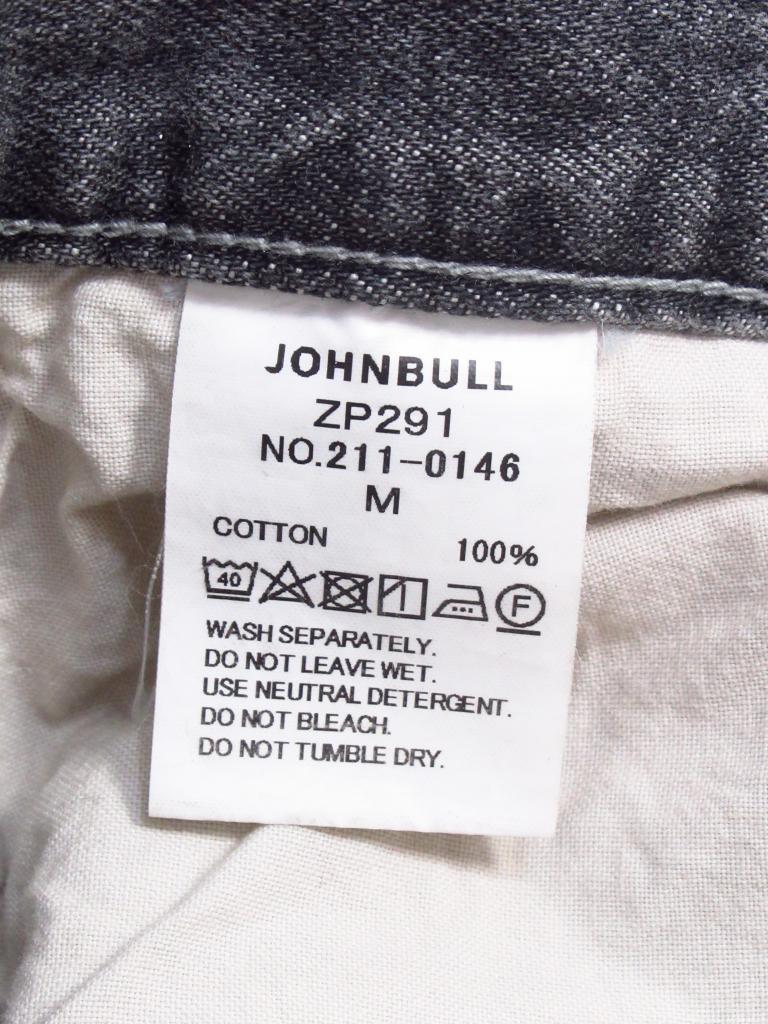 JOHNBULL
ZP291
NO.211-0146
M
COTTON 100%
40 F
WASH SEPARATELY.
DO NOT LEAVE WET.
USE NEUTRAL DETERGENT.
DO NOT BLEACH.
DO NOT TUMBLE DRY.